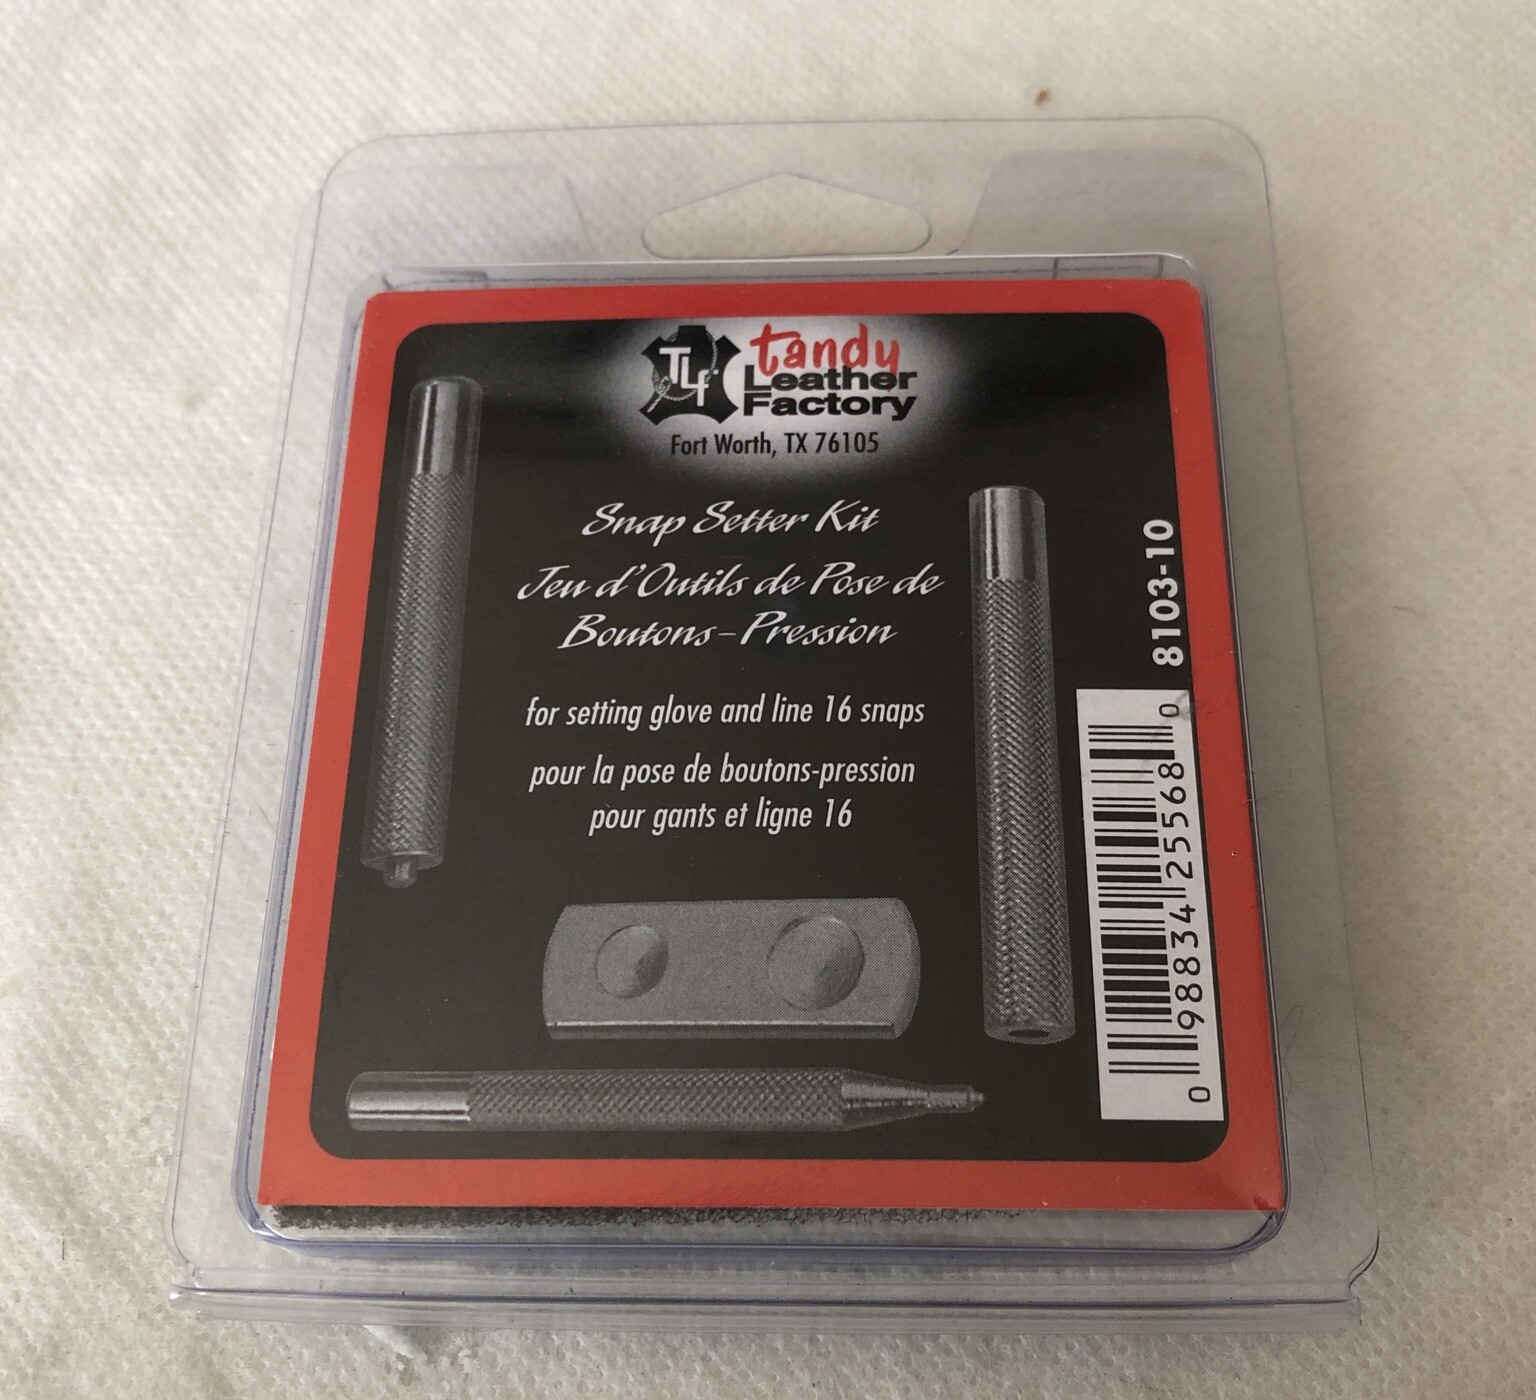 TLF
tandy
Leather
Factory
Fort Worth, TX 76105
Snap Setter Kit
Jeu d'Outils de Pose de
Boutons-Pression
for setting glove and line 16 snaps
pour la pose de boutons-pression
pour gants et ligne 16
8103-10
0 98834 25568 0